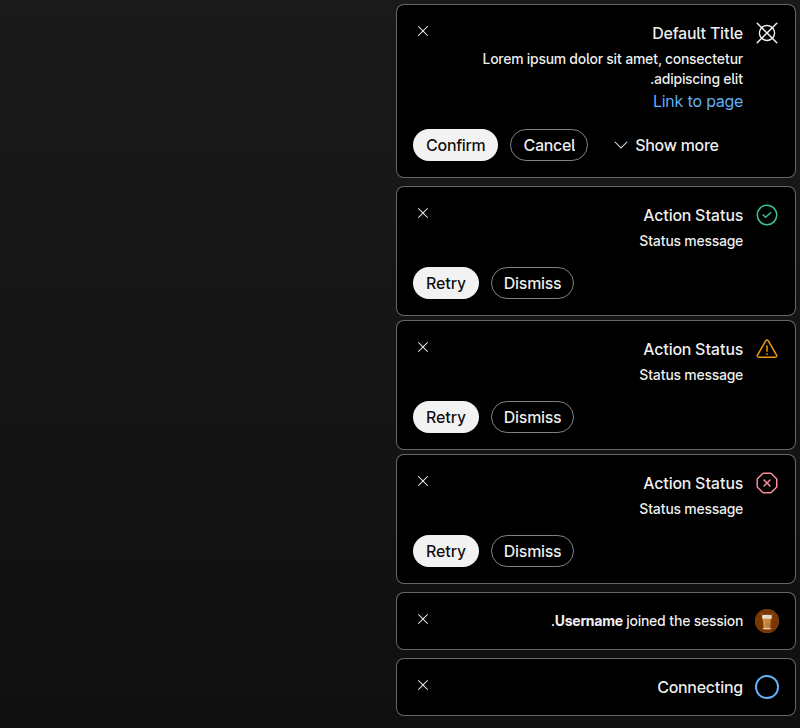 Default Title
Lorem ipsum dolor sit amet, consectetur
.adipiscing elit
Link to page
Confirm Cancel Show more
Action Status
Status message
Retry Dismiss
Action Status
Status message
Retry Dismiss
Action Status
Status message
Retry Dismiss
.Username joined the session
Connecting